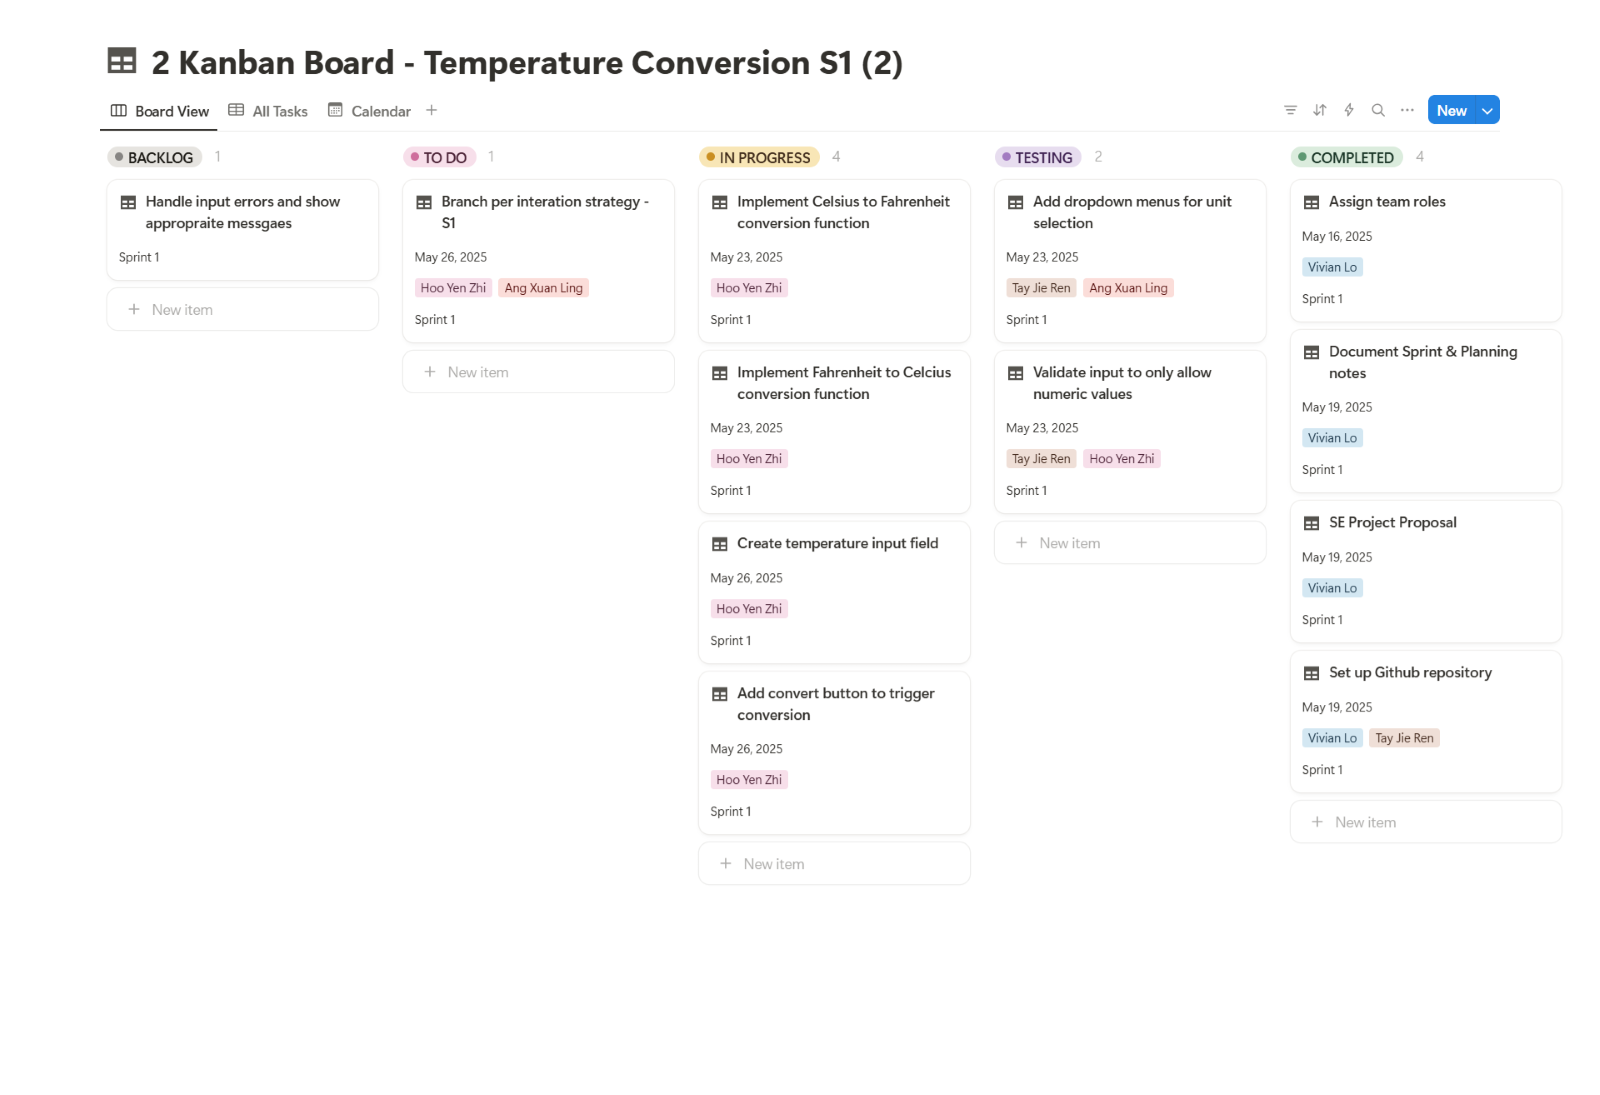 2 Kanban Board - Temperature Conversion S1 (2)
Board View
All Tasks
Calendar
New
BACKLOG 1
Handle input errors and show
appropraite messgaes
Sprint 1
New item
TO DO 1
Branch per interation strategy -
S1
May 26, 2025
Hoo Yen Zhi Ang Xuan Ling
Sprint 1
New item
IN PROGRESS 4
Implement Celsius to Fahrenheit
conversion function
May 23, 2025
Hoo Yen Zhi
Sprint 1
Implement Fahrenheit to Celcius
conversion function
May 23, 2025
Hoo Yen Zhi
Sprint 1
Create temperature input field
May 26, 2025
Hoo Yen Zhi
Sprint 1
Add convert button to trigger
conversion
May 26, 2025
Hoo Yen Zhi
Sprint 1
New item
TESTING 2
Add dropdown menus for unit
selection
May 23, 2025
Tay Jie Ren Ang Xuan Ling
Sprint 1
Validate input to only allow
numeric values
May 23, 2025
Tay Jie Ren Hoo Yen Zhi
Sprint 1
New item
COMPLETED 4
Assign team roles
May 16, 2025
Vivian Lo
Sprint 1
Document Sprint & Planning
notes
May 19, 2025
Vivian Lo
Sprint 1
SE Project Proposal
May 19, 2025
Vivian Lo
Sprint 1
Set up Github repository
May 19, 2025
Vivian Lo Tay Jie Ren
Sprint 1
New item